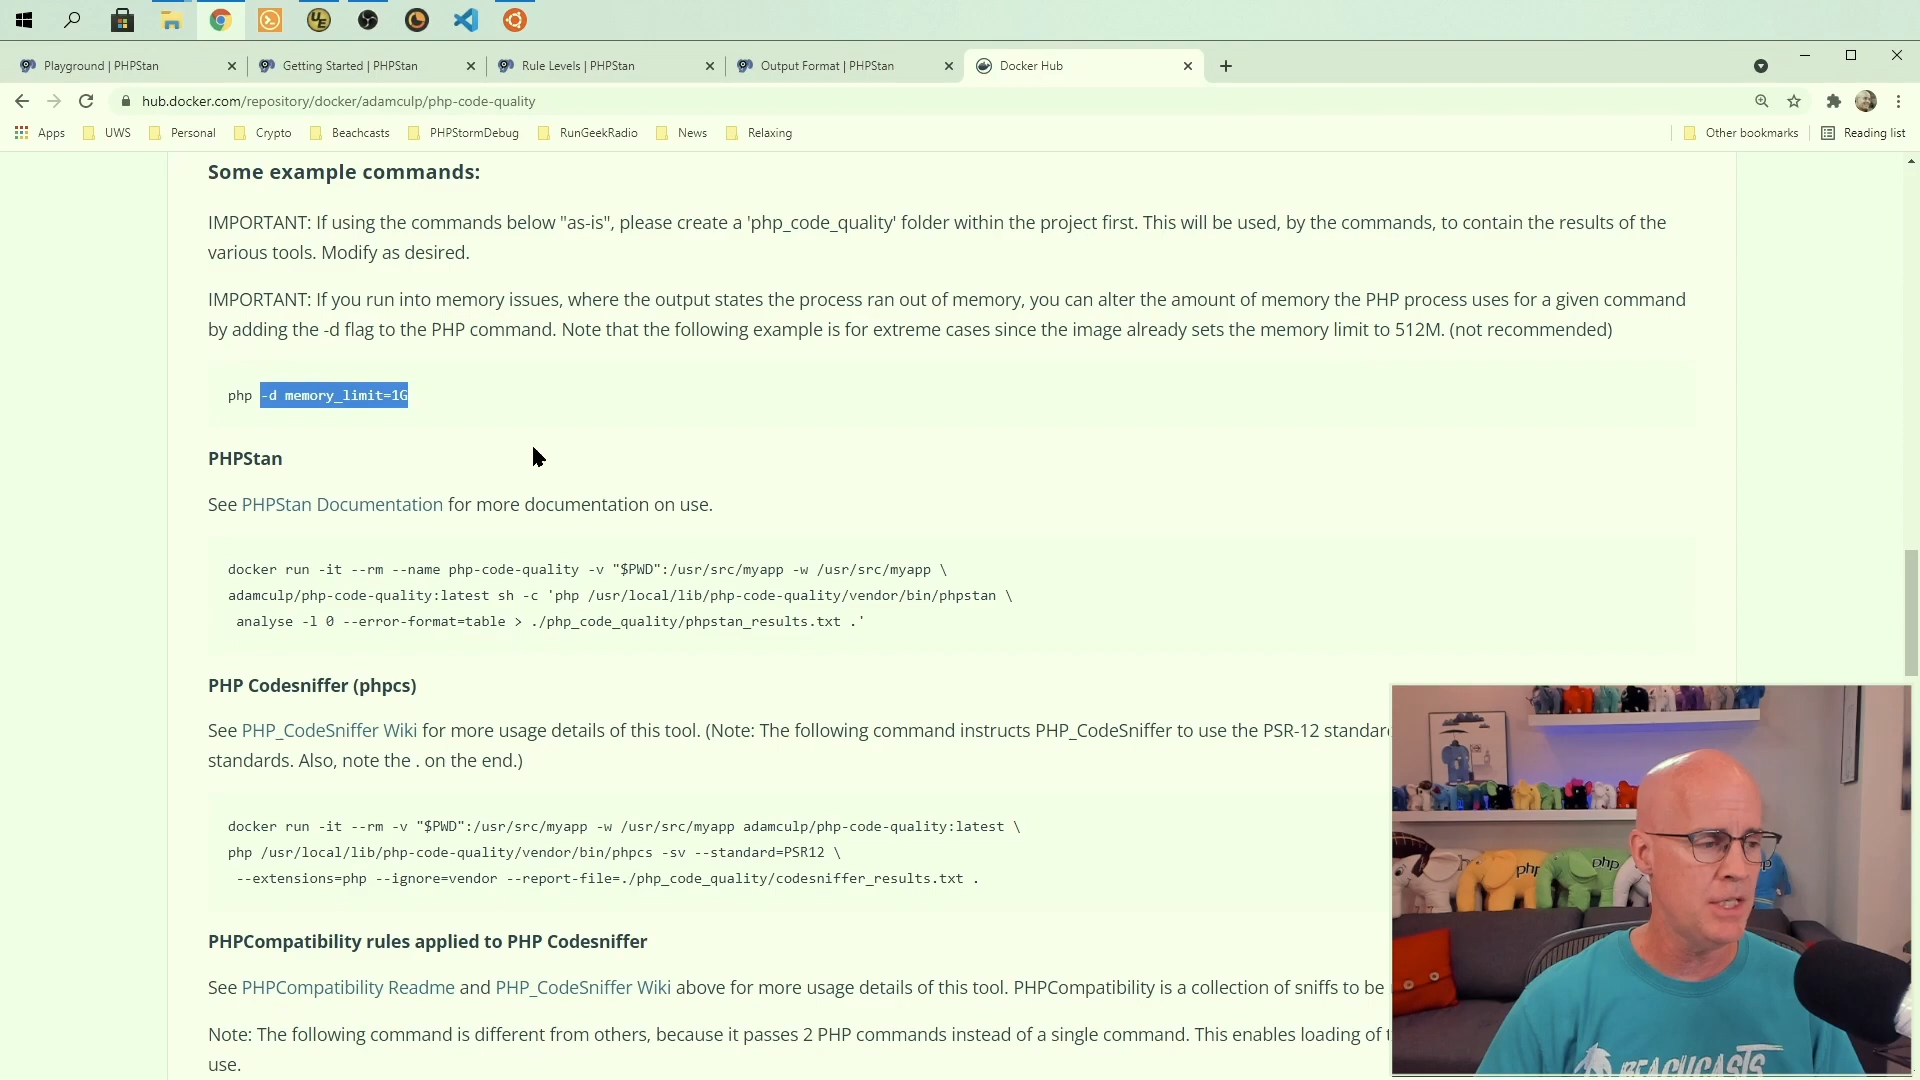 Playground | PHPStan
Getting Started | PHPStan
Rule Levels | PHPStan
Output Format | PHPStan
Docker Hub
hub.docker.com/repository/docker/adamculp/php-code-quality
Apps
UWS
Personal
Crypto
Beachcasts
PHPStormDebug
RunGeekRadio
News
Relaxing
Other bookmarks
Reading list
Some example commands:
IMPORTANT: If using the commands below "as-is", please create a 'php_code_quality' folder within the project first. This will be used, by the commands, to contain the results of the
various tools. Modify as desired.
IMPORTANT: If you run into memory issues, where the output states the process ran out of memory, you can alter the amount of memory the PHP process uses for a given command
by adding the -d flag to the PHP command. Note that the following example is for extreme cases since the image already sets the memory limit to 512M. (not recommended)
php -d memory_limit=1G
PHPStan
See PHPStan Documentation for more documentation on use.
docker run -it --rm --name php-code-quality -v "$PWD":/usr/src/myapp -w /usr/src/myapp \
adamculp/php-code-quality:latest sh -c 'php /usr/local/lib/php-code-quality/vendor/bin/phpstan \
analyse -l 0 --error-format=table > ./php_code_quality/phpstan_results.txt .'
PHP Codesniffer (phpcs)
See PHP_CodeSniffer Wiki for more usage details of this tool. (Note: The following command instructs PHP_CodeSniffer to use the PSR-12 standard
standards. Also, note the . on the end.)
docker run -it --rm -v "$PWD":/usr/src/myapp -w /usr/src/myapp adamculp/php-code-quality:latest \
php /usr/local/lib/php-code-quality/vendor/bin/phpcs -sv --standard=PSR12 \
--extensions=php --ignore=vendor --report-file=./php_code_quality/codesniffer_results.txt .
PHPCompatibility rules applied to PHP Codesniffer
See PHPCompatibility Readme and PHP_CodeSniffer Wiki above for more usage details of this tool. PHPCompatibility is a collection of sniffs to be
Note: The following command is different from others, because it passes 2 PHP commands instead of a single command. This enables loading of
use.
php
php
BEACHCASTS